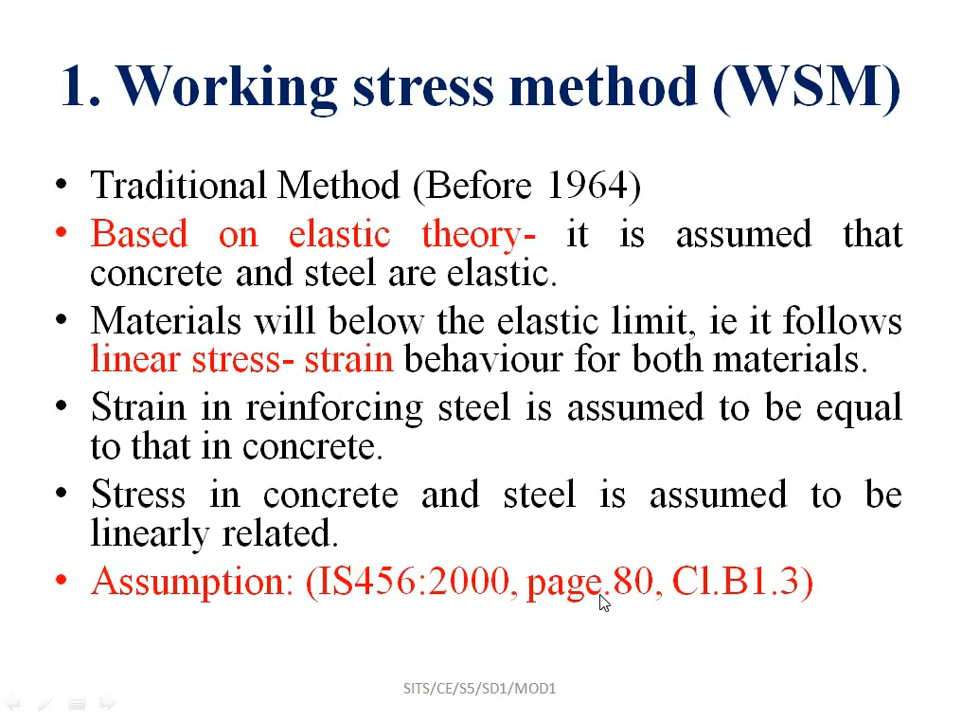 1. Working stress method (WSM)
• Traditional Method (Before 1964)
• Based on elastic theory- it is assumed that
concrete and steel are elastic.
• Materials will below the elastic limit, ie it follows
linear stress- strain behaviour for both materials.
• Strain in reinforcing steel is assumed to be equal
to that in concrete.
• Stress in concrete and steel is assumed to be
linearly related.
• Assumption: (IS456:2000, page.80, Cl.B1.3)
SITS/CE/S5/SD1/MOD1